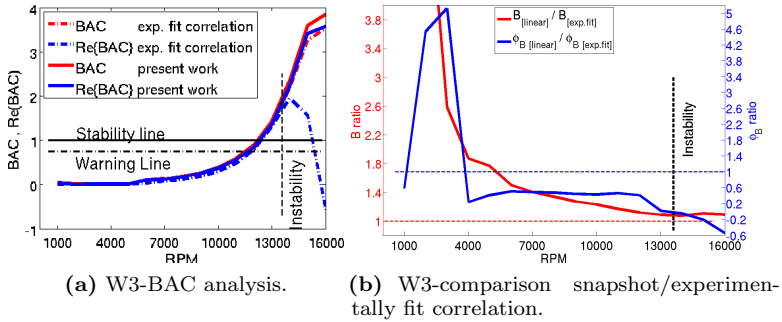 BAC exp. fit correlation
Re{BAC} exp. fit correlation
BAC present work
Re{BAC} present work
Stability line
Warning Line
Instability
BAC , Re{BAC}
4
3
2
1
0
-1
1000 4000 7000 10000 13000 16000
RPM
(a) W3-BAC analysis.
B[linear] / B[exp.fit]
ϕB [linear] / ϕB [exp.fit]
Instability
B ratio
3.8
3.4
3
2.6
2.2
1.8
1.4
1
ϕB ratio
5
4.6
4.2
3.8
3.4
3
2.6
2.2
1.8
1.4
1
0.6
0.2
-0.2
-0.6
1000 4000 7000 10000 13000 16000
RPM
(b) W3-comparison snapshot/experimen-
tally fit correlation.